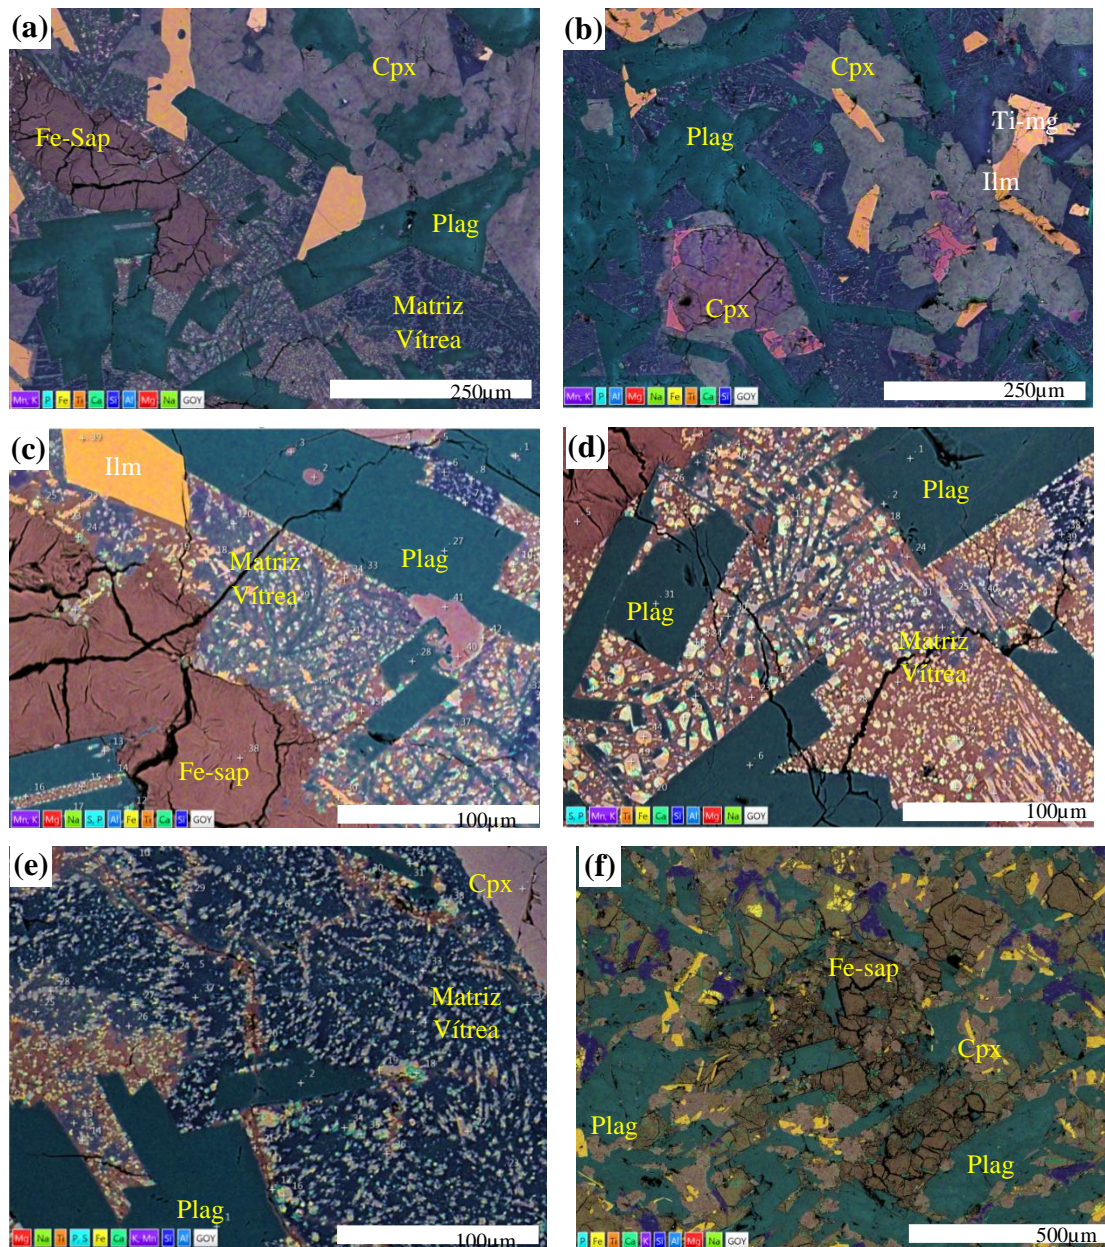 (a)
Cpx
Fe-Sap
Plag
Matriz
Vítrea
Mn, K P Fe Ti Ca Si Al Mg Na GOY
250µm
(b)
Cpx
Ti-mg
Plag
Ilm
Cpx
Mn, K P Al Mg Na Fe Ti Ca Si GOY
250µm
(c)
Ilm
Plag
Matriz
Vítrea
Fe-sap
Mn, K Mg Na S, P Al Fe Ti Ca Si GOY
100µm
(d)
Plag
Plag
Matriz
Vítrea
S, P Mn, K Ti Fe Ca Si Al Mg Na GOY
100µm
(e)
Cpx
Matriz
Vítrea
Plag
Mg Na Ti P, S Fe Ca K, Mn Si Al GOY
100µm
(f)
Fe-sap
Cpx
Plag
Plag
P Fe Ti Ca K Si Al Mg Na GOY
500µm